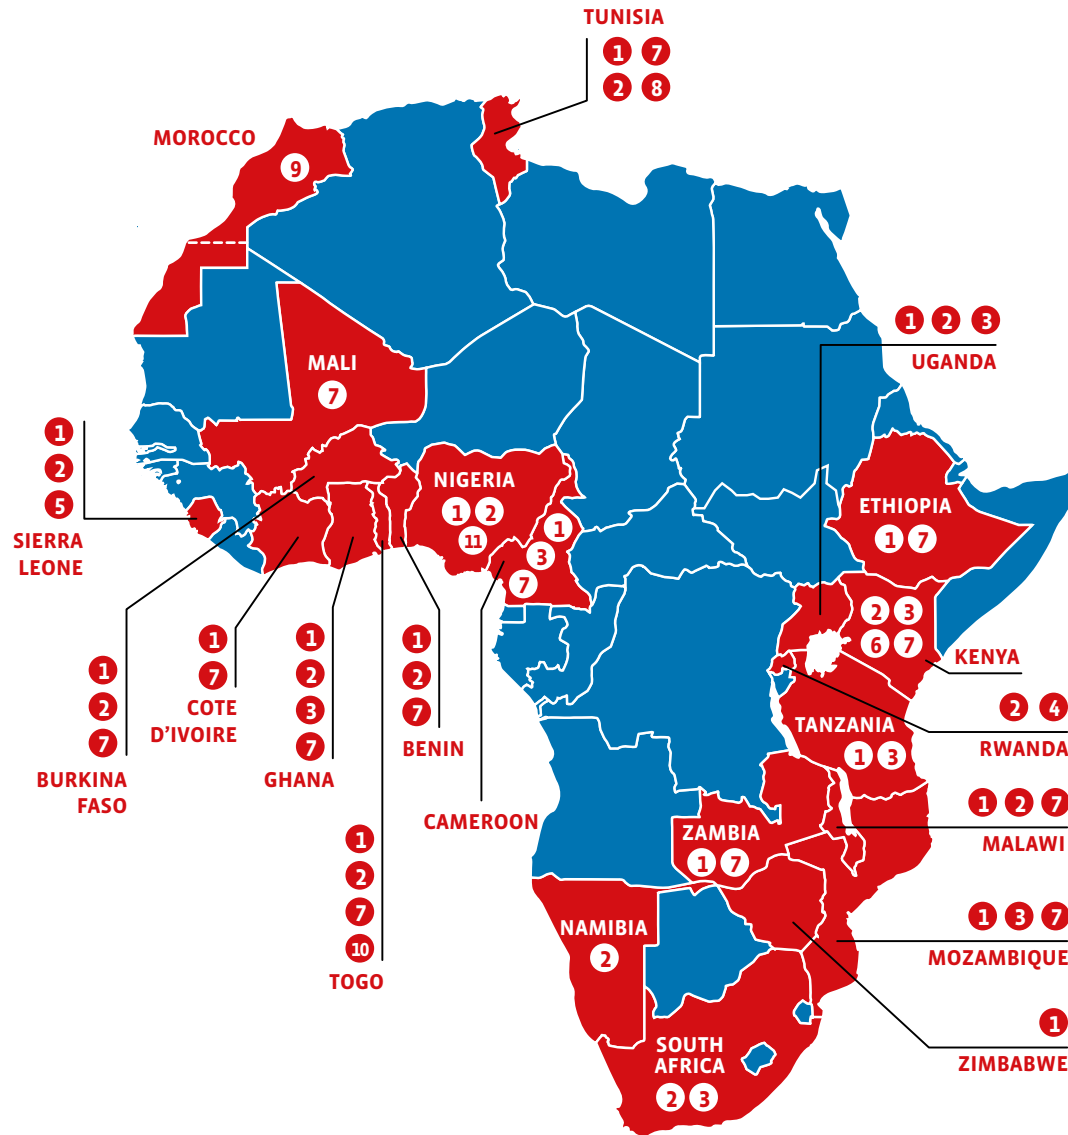 TUNISIA
1 7
2 8
MOROCCO
9
1 2 3
UGANDA
MALI
7
1
2
5
SIERRA
LEONE
NIGERIA
1 2
11
1
3
7
CAMEROON
ETHIOPIA
1 7
2 3
6 7
KENYA
1
2
7
BURKINA
FASO
1
7
COTE
D'IVOIRE
1
2
3
7
GHANA
1
2
7
BENIN
2 4
RWANDA
TANZANIA
1 3
1 2 7
MALAWI
1
2
7
10
TOGO
ZAMBIA
1 7
1 3 7
MOZAMBIQUE
NAMIBIA
2
1
ZIMBABWE
SOUTH
AFRICA
2 3